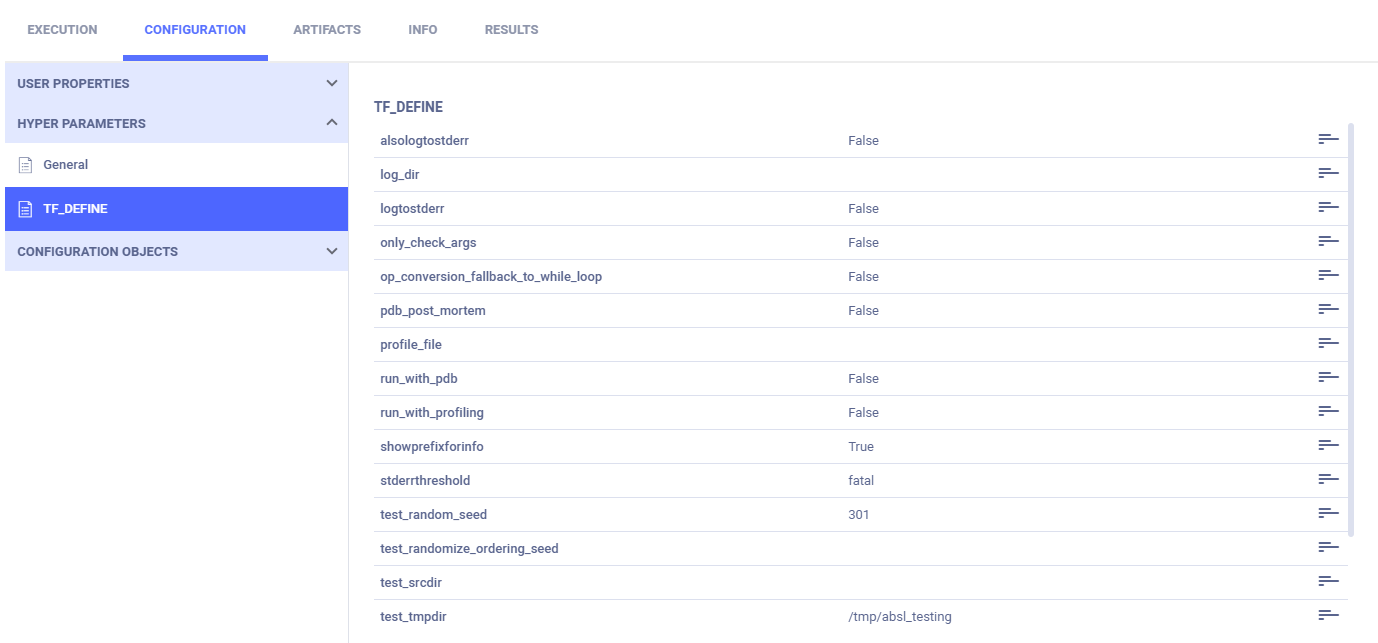 EXECUTION CONFIGURATION ARTIFACTS INFO RESULTS
USER PROPERTIES
HYPER PARAMETERS
General
TF_DEFINE
CONFIGURATION OBJECTS
TF_DEFINE
alsologtostderr False
log_dir
logtostderr False
only_check_args False
op_conversion_fallback_to_while_loop False
pdb_post_mortem False
profile_file
run_with_pdb False
run_with_profiling False
showprefixforinfo True
stderrthreshold fatal
test_random_seed 301
test_randomize_ordering_seed
test_srcdir
test_tmpdir /tmp/absl_testing